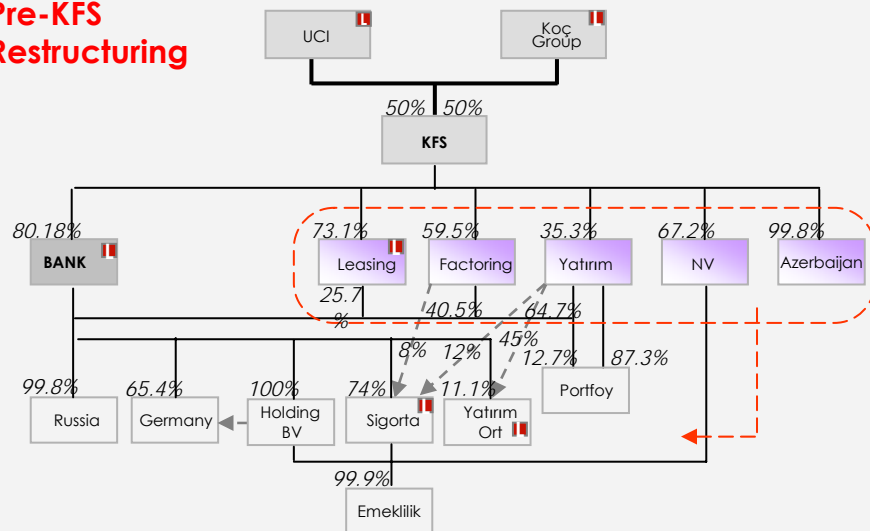 Pre-KFS
Restructuring
UCI
Koç
Group
50% 50%
KFS
80.18%
73.1%
59.5%
35.3%
67.2%
99.8%
BANK
Leasing
Factoring
Yatırım
NV
Azerbaijan
25.7
%
40.5%
64.7%
8%
12%
45%
12.7%
87.3%
99.8%
65.4%
100%
74%
11.1%
Portfoy
Russia
Germany
Holding
BV
Sigorta
Yatırım
Ort
99.9%
Emeklilik